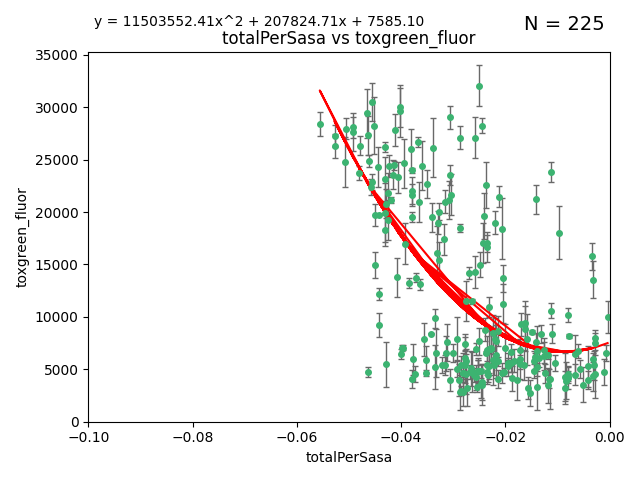 y = 11503552.41x^2 + 207824.71x + 7585.10
N = 225
totalPerSasa vs toxgreen_fluor
35000
30000
25000
20000
15000
10000
5000
0
toxgreen_fluor
−0.10 −0.08 −0.06 −0.04 −0.02 0.00
totalPerSasa